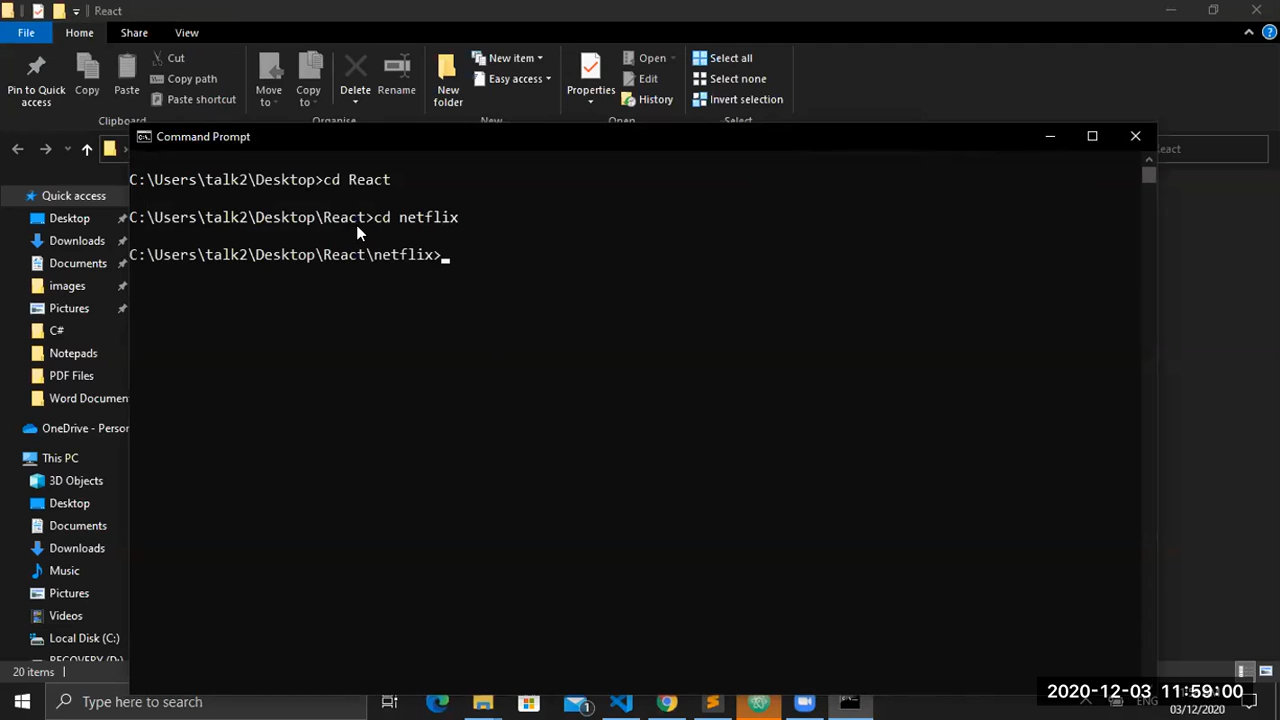 React
File Home Share View
Pin to Quick access
Copy
Paste
Cut
Copy path
Paste shortcut
Clipboard
Move to
Copy to
Delete
Rename
Organise
New folder
New item
Easy access
New
Properties
Open
Edit
History
Open
Select all
Select none
Invert selection
Select
Command Prompt
React
C:\Users\talk2\Desktop>cd React
C:\Users\talk2\Desktop\React>cd netflix
C:\Users\talk2\Desktop\React\netflix>
Quick access
Desktop
Downloads
Documents
images
Pictures
C#
Notepads
PDF Files
Word Documen
OneDrive - Person
This PC
3D Objects
Desktop
Documents
Downloads
Music
Pictures
Videos
Local Disk (C:)
RECOVERY (D:)
20 items
Type here to search
1
2020-12-03 11:59:00
ENG
03/12/2020